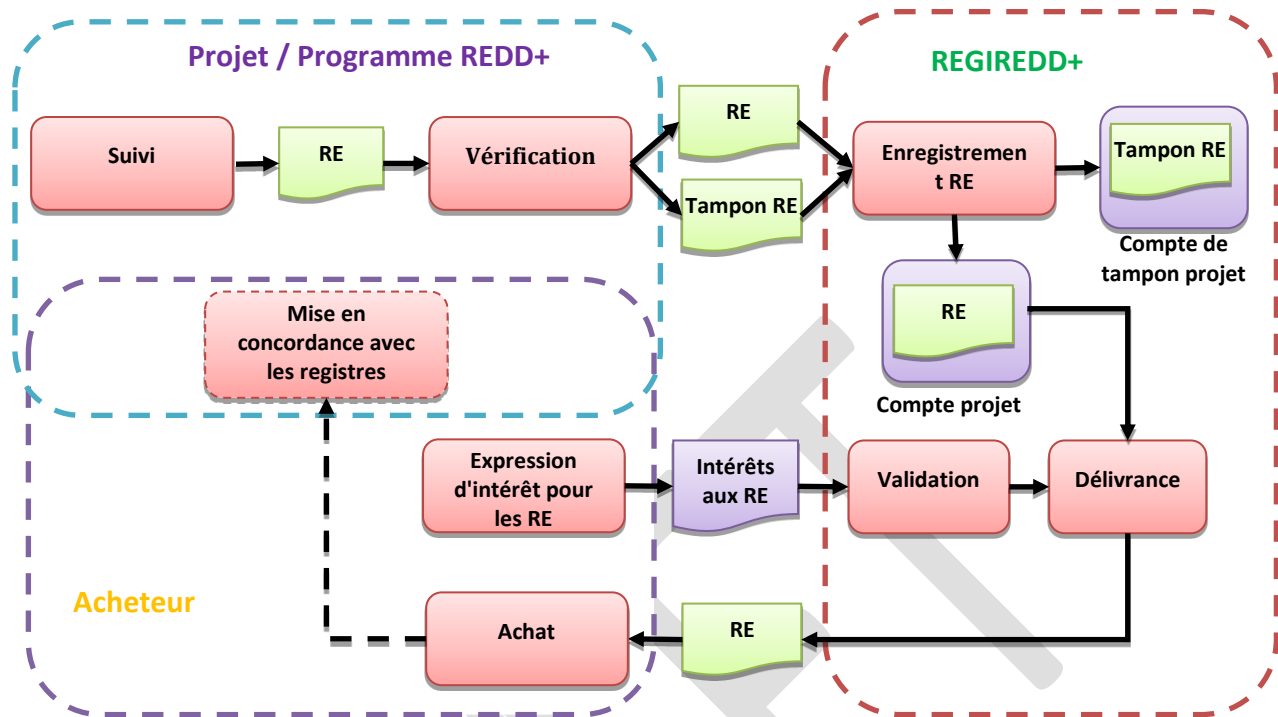 Projet / Programme REDD+
REGIREDD+
Suivi
RE
Vérification
RE
Tampon RE
Enregistremen
t RE
Tampon RE
Compte de
tampon projet
RE
Compte projet
Mise en
concordance avec
les registres
Expression
d'intérêt pour
les RE
Intérêts
aux RE
Validation
Délivrance
Acheteur
Achat
RE